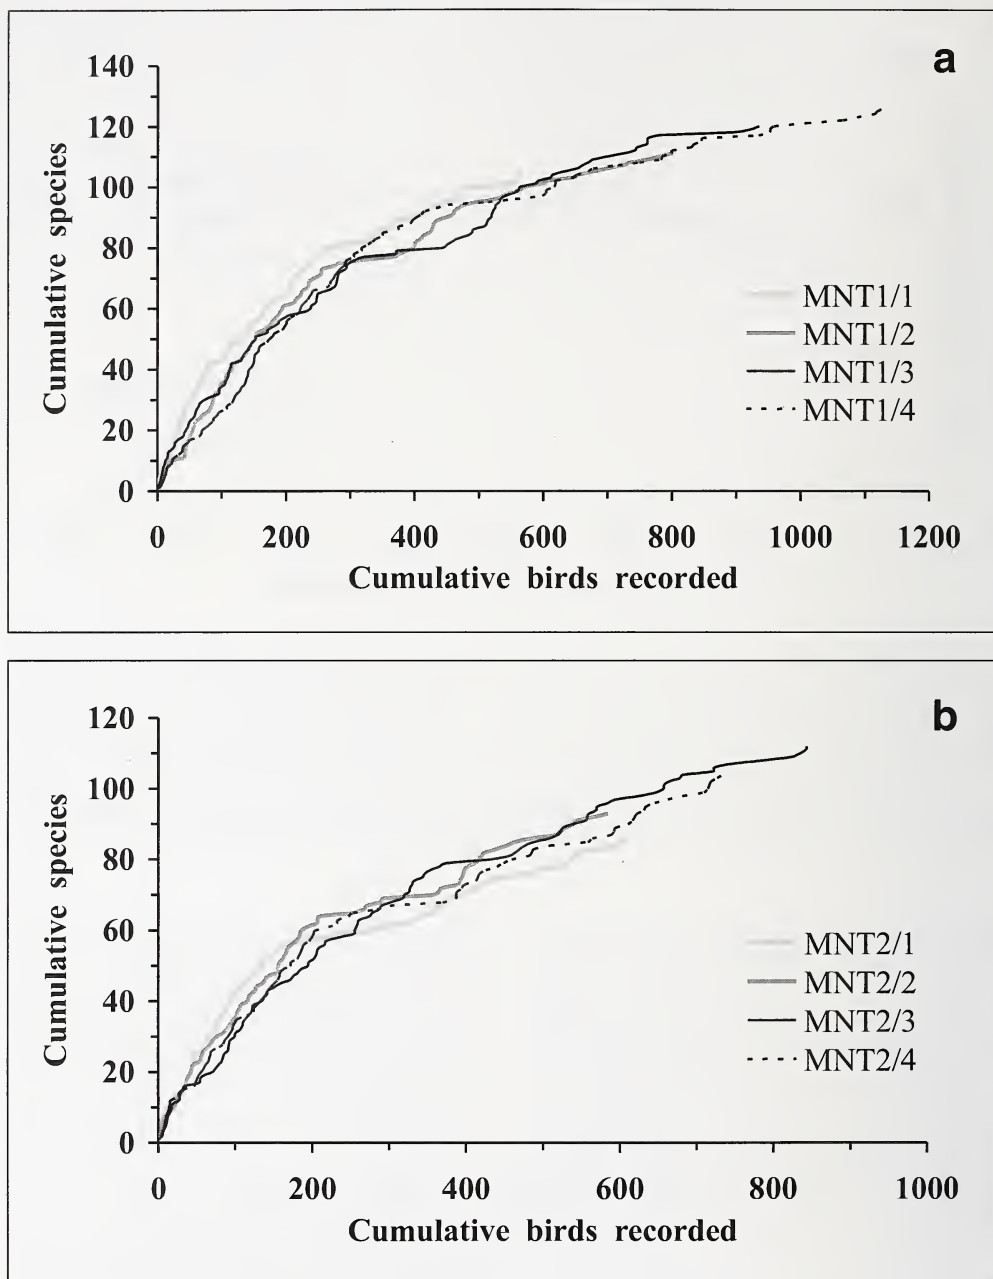 a
140
120
100
80
60
40
20
0
Cumulative species
MNT1/1
MNT1/2
MNT1/3
MNT1/4
0 200 400 600 800 1000 1200
Cumulative birds recorded
b
120
100
80
60
40
20
0
Cumulative species
MNT2/1
MNT2/2
MNT2/3
MNT2/4
0 200 400 600 800 1000
Cumulative birds recorded